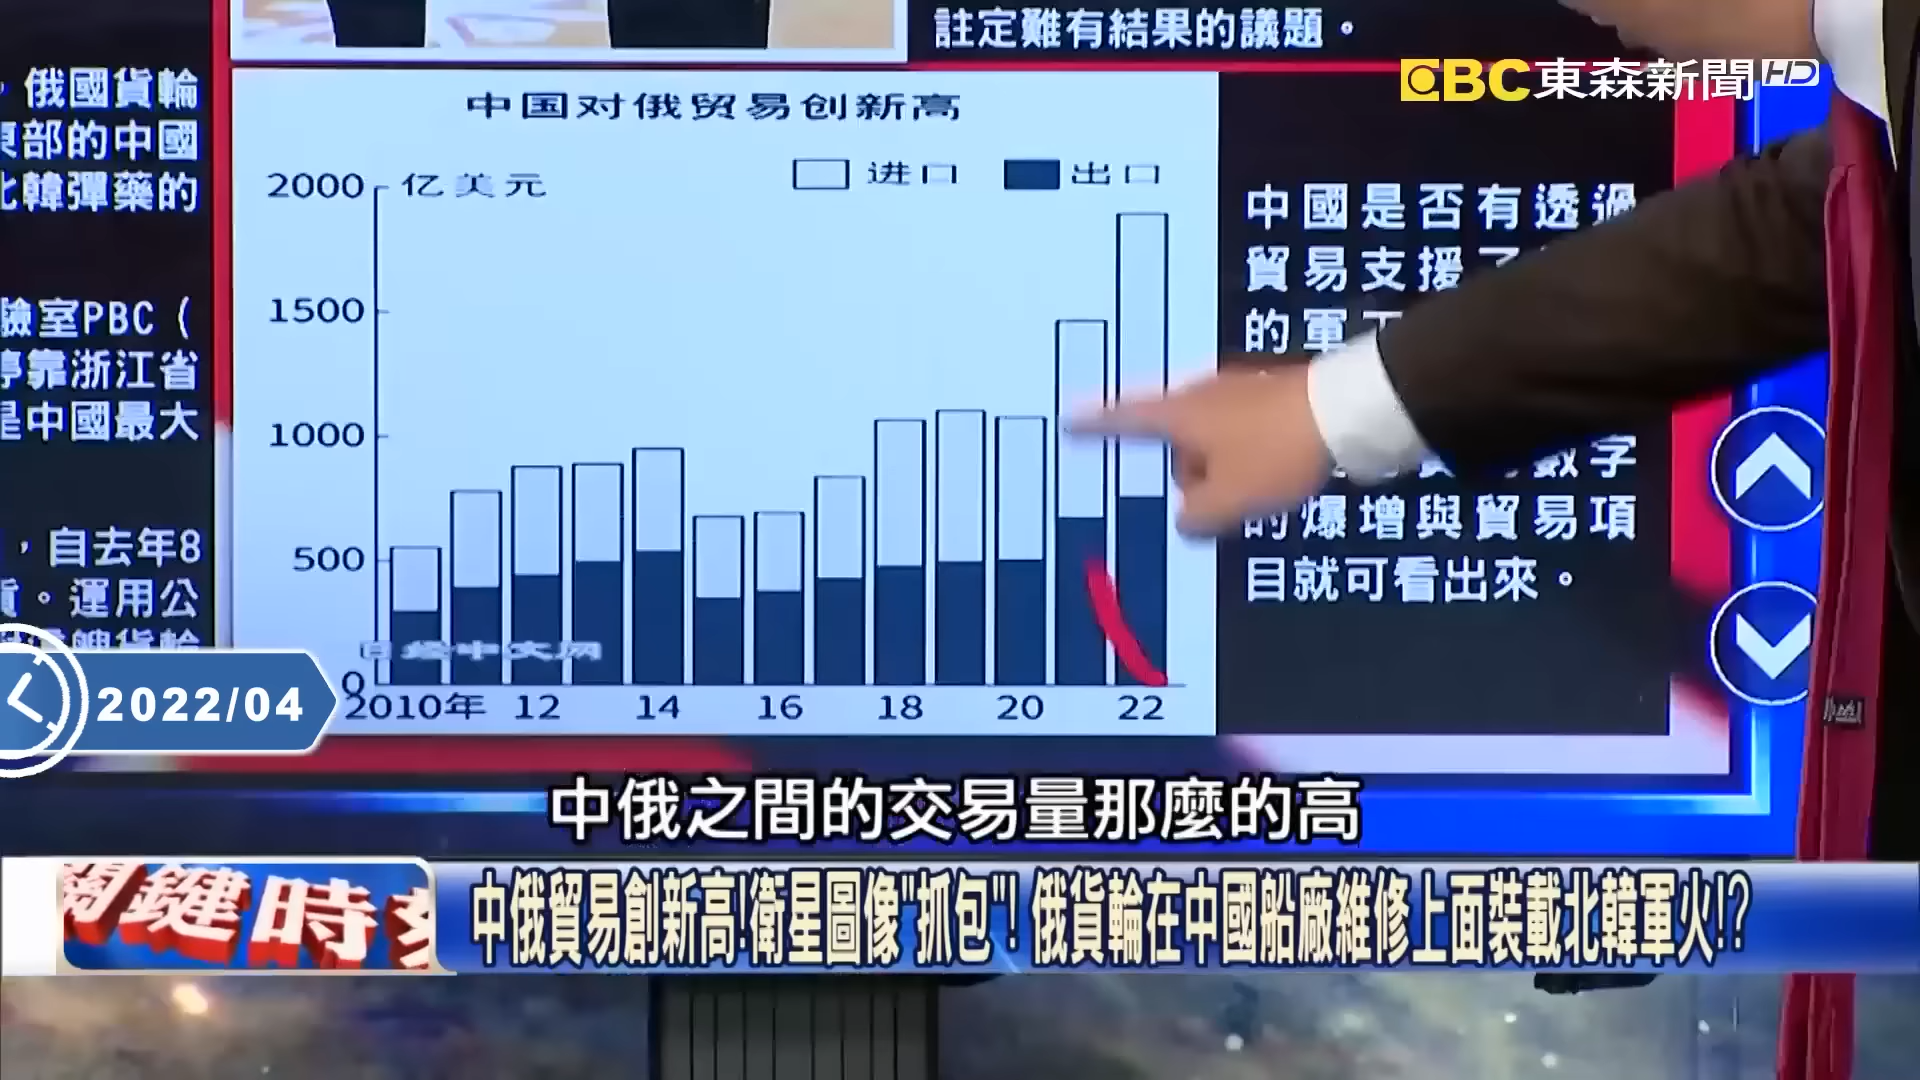 註定難有結果的議題。
EBC東森新聞HD
，俄國貨輪
東部的中國
北韓彈藥的
驗室PBC（
停靠浙江省
是中國最大
，自去年8
。運用公
中国对俄贸易创新高
2000 亿美元
进口 出口
1500
1000
500
0
日经中文网
2010年 12 14 16 18 20 22
中國是否有透過
貿易支援
的軍
數字
的爆增與貿易項
目就可看出來。
2022/04
中俄之間的交易量那麼的高
關鍵時刻
中俄貿易創新高!衛星圖像"抓包"! 俄貨輪在中國船廠維修上面裝載北韓軍火!?